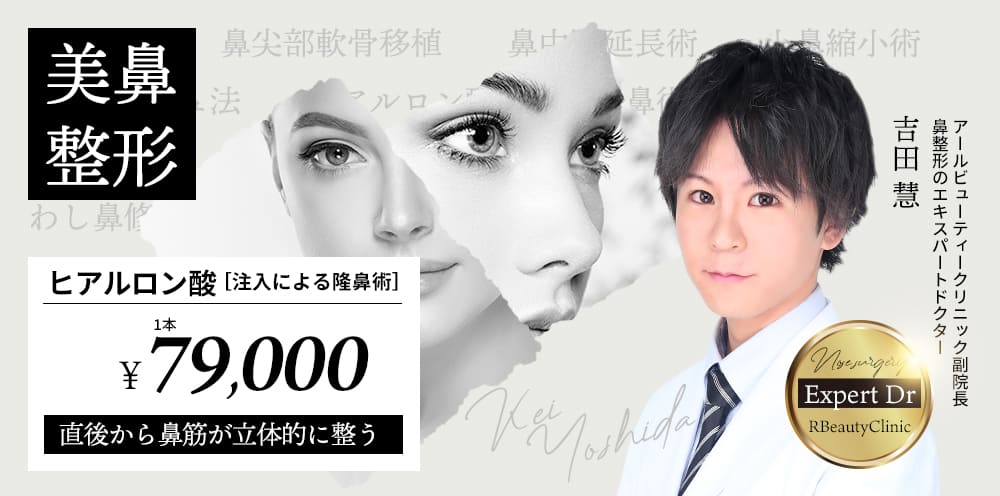 美鼻
整形
鼻尖部軟骨移植
延長術
小鼻縮小術
わし鼻修
ヒアルロン酸［注入による隆鼻術］
1本
¥79,000
直後から鼻筋が立体的に整う
アールビューティークリニック副院長
鼻整形のエキスパートドクター
吉田 慧
Kei
Yoshida
Nosesurgery
Expert Dr
RBeautyClinic